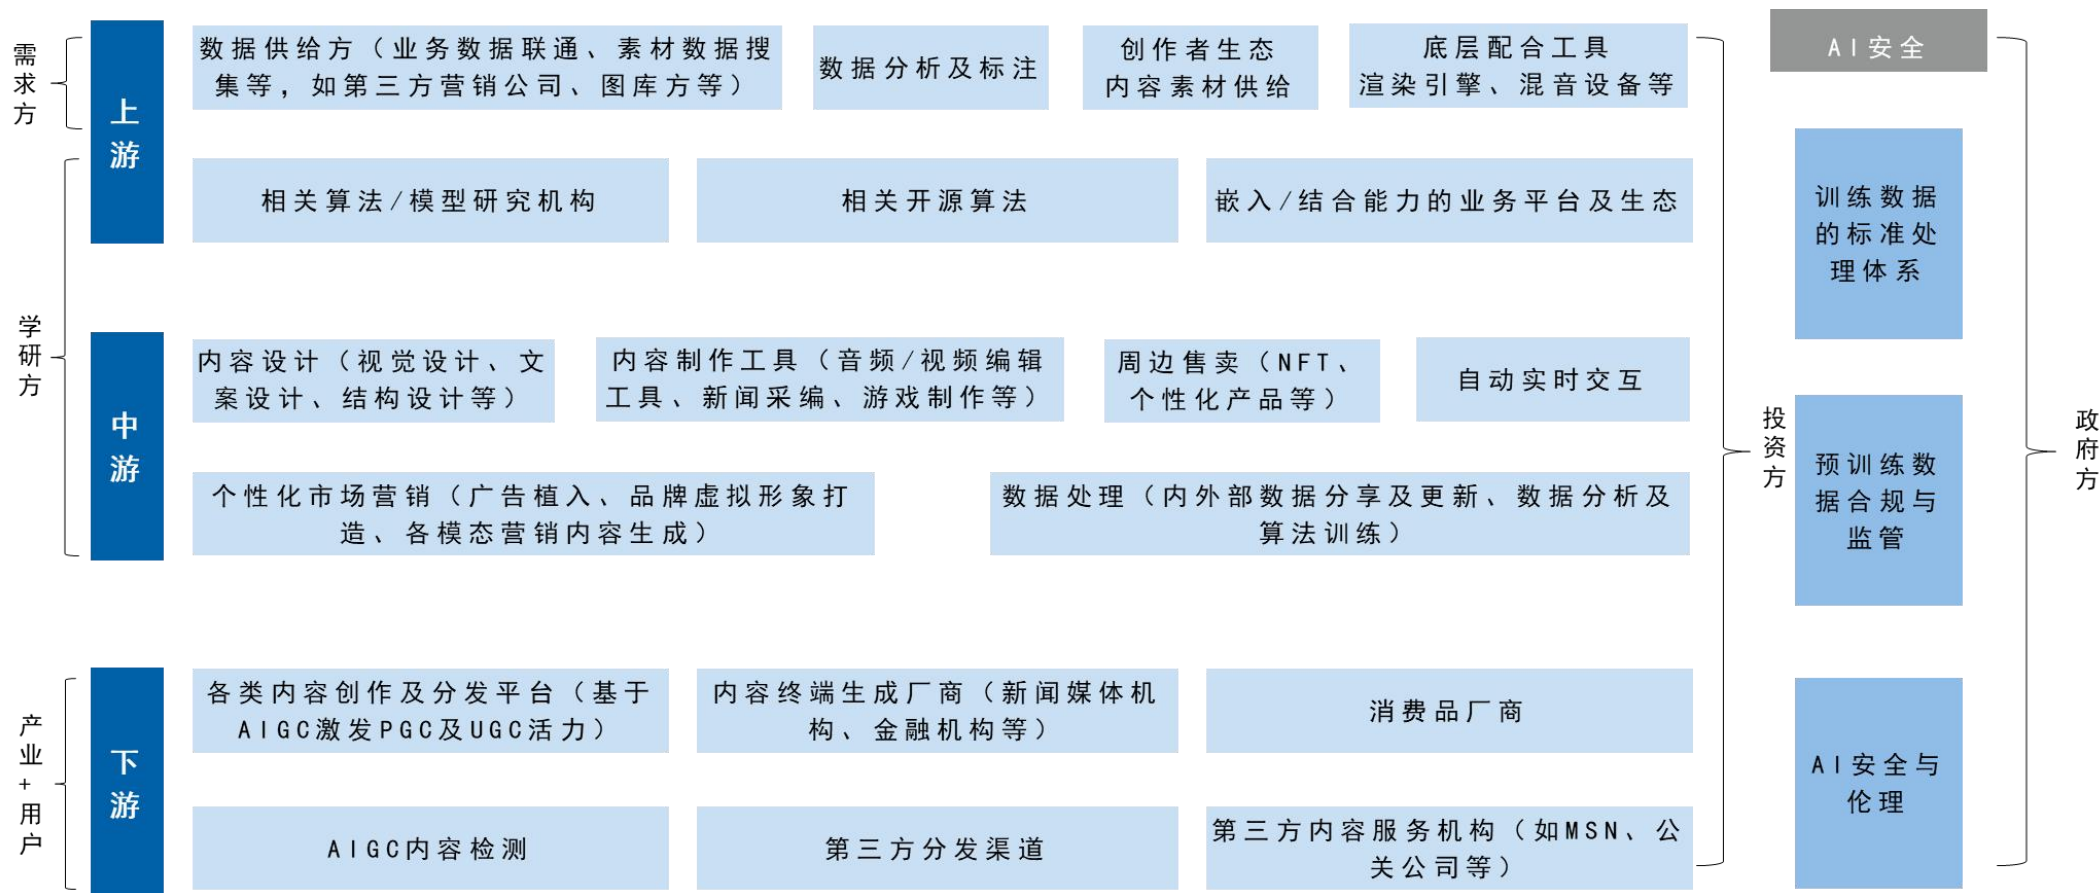 需求方
上游
数据供给方（业务数据联通、素材数据搜
集等，如第三方营销公司、图库方等）
数据分析及标注
创作者生态
内容素材供给
底层配合工具
渲染引擎、混音设备等
相关算法/模型研究机构
相关开源算法
嵌入/结合能力的业务平台及生态
学研方
中游
内容设计（视觉设计、文
案设计、结构设计等）
内容制作工具（音频/视频编辑
工具、新闻采编、游戏制作等）
周边售卖（NFT、
个性化产品等）
自动实时交互
个性化市场营销（广告植入、品牌虚拟形象打
造、各模态营销内容生成）
数据处理（内外部数据分享及更新、数据分析及
算法训练）
产业+用户
下游
各类内容创作及分发平台（基于
AIGC激发PGC及UGC活力）
内容终端生成厂商（新闻媒体机
构、金融机构等）
消费品厂商
AIGC内容检测
第三方分发渠道
第三方内容服务机构（如MSN、公
关公司等）
投资方
AI安全
训练数据
的标准处
理体系
预训练数
据合规与
监管
AI安全与
伦理
政府方